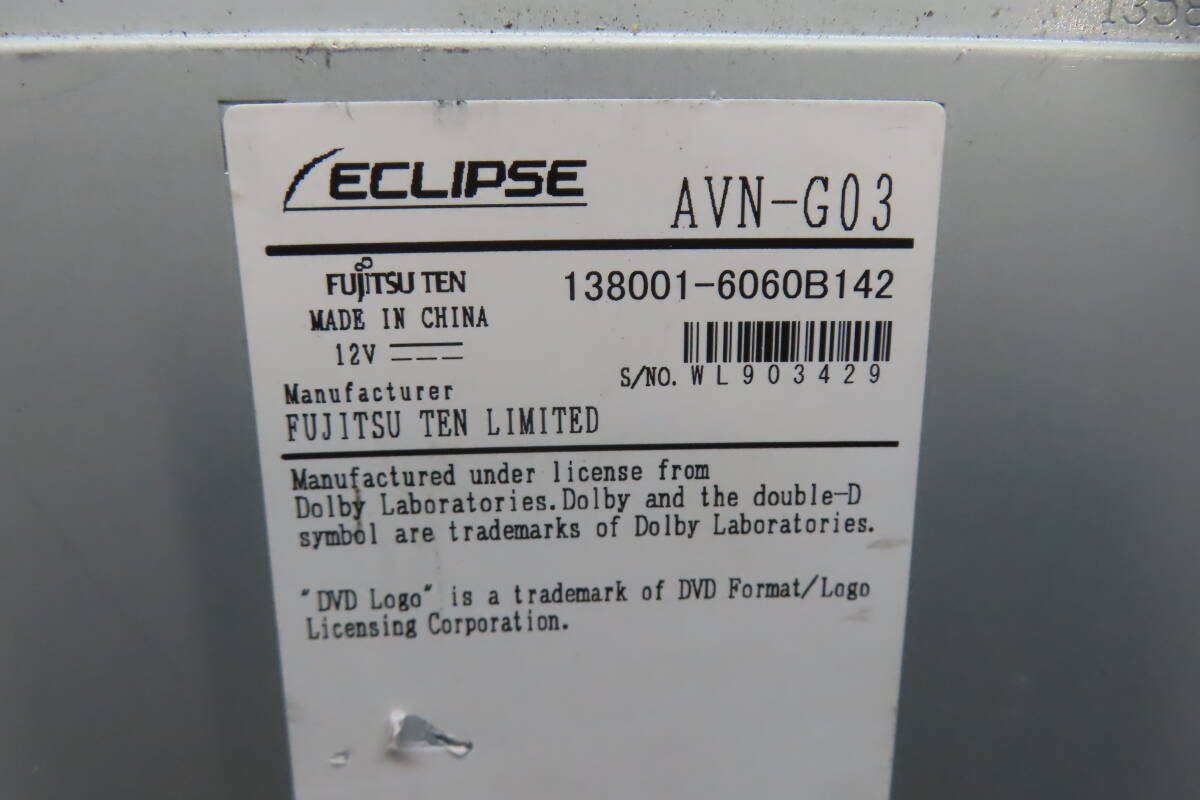 1358
ECLIPSE
AVN-G03
FUJITSU TEN
138001-6060B142
MADE IN CHINA
12V
S/NO. WL903429
Manufacturer
FUJITSU TEN LIMITED
Manufactured under license from
Dolby Laboratories.Dolby and the double-D
symbol are trademarks of Dolby Laboratories.
"DVD Logo" is a trademark of DVD Format/Logo
Licensing Corporation.